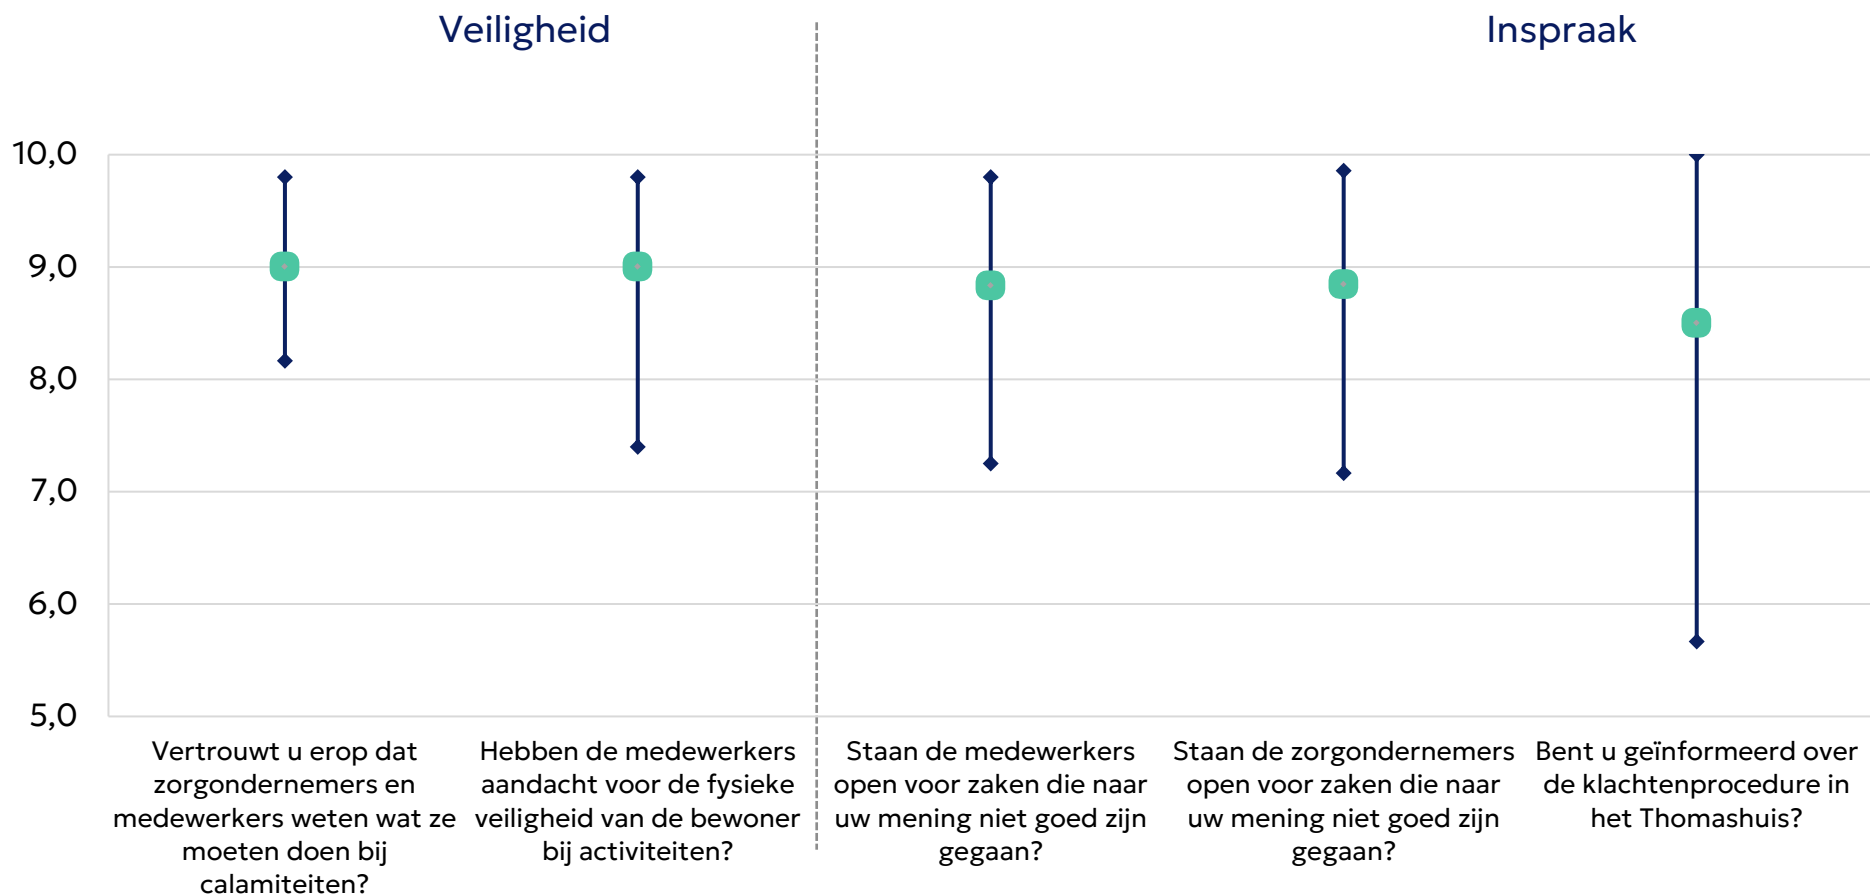 Veiligheid
Inspraak
10,0
9,0
8,0
7,0
6,0
5,0
Vertrouwt u erop dat
zorgondernemers en
medewerkers weten wat ze
moeten doen bij
calamiteiten?
Hebben de medewerkers
aandacht voor de fysieke
veiligheid van de bewoner
bij activiteiten?
Staan de medewerkers
open voor zaken die naar
uw mening niet goed zijn
gegaan?
Staan de zorgondernemers
open voor zaken die naar
uw mening niet goed zijn
gegaan?
Bent u geïnformeerd over
de klachtenprocedure in
het Thomashuis?